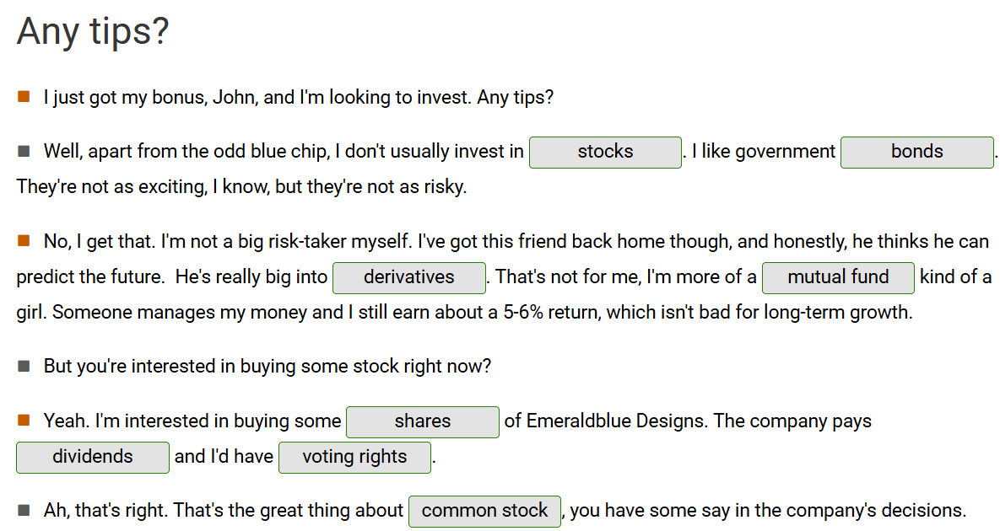 Any tips?
I just got my bonus, John, and I'm looking to invest. Any tips?
Well, apart from the odd blue chip, I don't usually invest in stocks. I like government bonds.
They're not as exciting, I know, but they're not as risky.
No, I get that. I'm not a big risk-taker myself. I've got this friend back home though, and honestly, he thinks he can
predict the future.  He's really big into derivatives. That's not for me, I'm more of a mutual fund kind of a
girl. Someone manages my money and I still earn about a 5-6% return, which isn't bad for long-term growth.
But you're interested in buying some stock right now?
Yeah. I'm interested in buying some shares of Emeraldblue Designs. The company pays
dividends and I'd have voting rights.
Ah, that's right. That's the great thing about common stock, you have some say in the company's decisions.